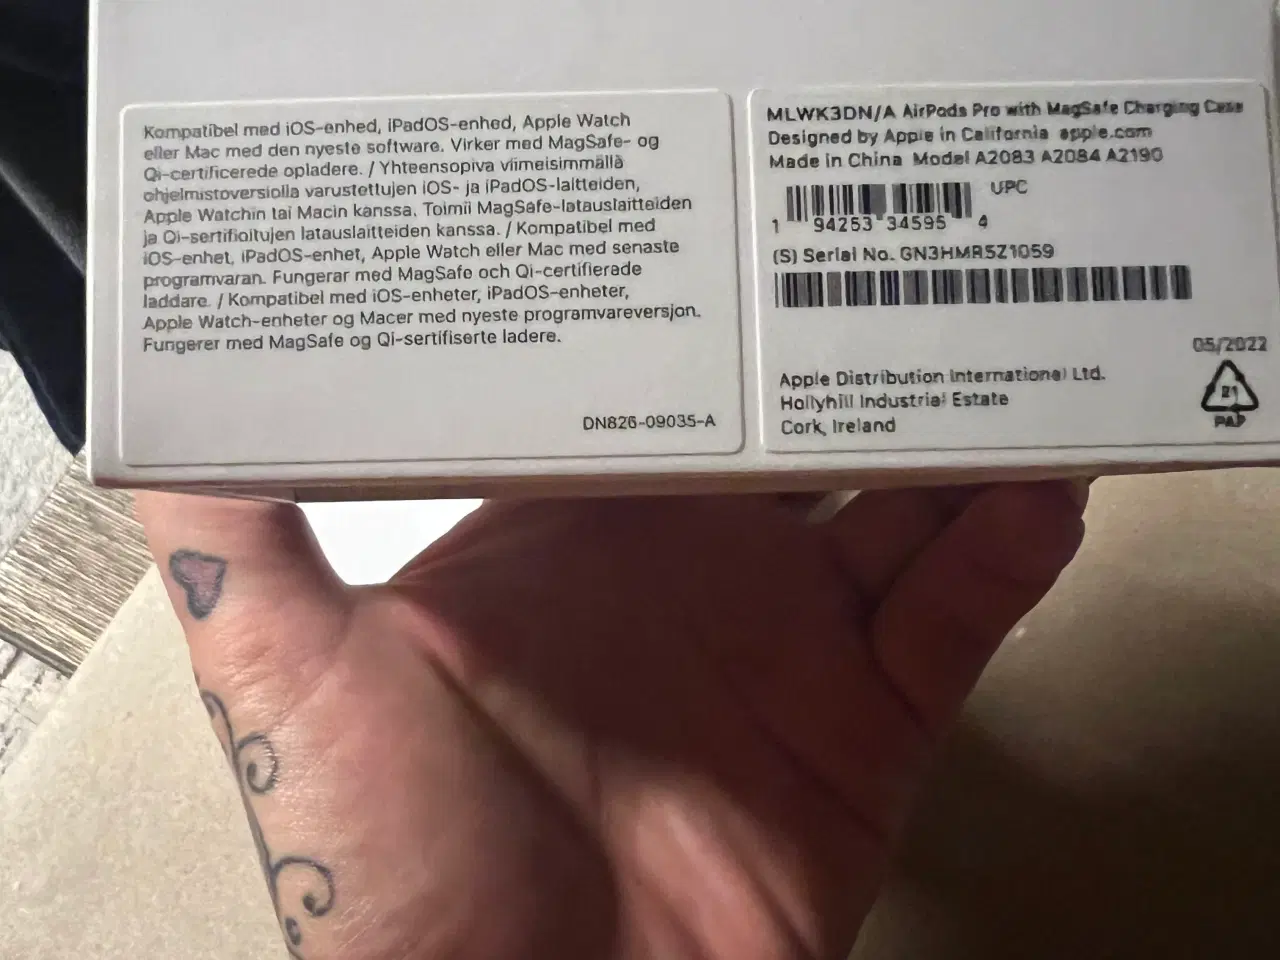 Kompatibel med iOS-enhed, iPadOS-enhed, Apple Watch
eller Mac med den nyeste software. Virker med MagSafe- og
Qi-certificerede opladere. / Yhteensopiva viimeisimmällä
ohjelmistoversiolla varustettujen iOS- ja iPadOS-laitteiden,
Apple Watchin tai Macin kanssa. Toimii MagSafe-latauslaitteiden
ja Qi-sertifioitujen latauslaitteiden kanssa. / Kompatibel med
iOS-enhet, iPadOS-enhet, Apple Watch eller Mac med senaste
programvaran. Fungerar med MagSafe och Qi-certifierade
laddare. / Kompatibel med iOS-enheter, iPadOS-enheter,
Apple Watch-enheter og Macer med nyeste programvareversjon.
Fungerer med MagSafe og Qi-sertifiserte ladere.
DN826-09035-A
MLWK3DN/A AirPods Pro with MagSafe Charging Case
Designed by Apple in California apple.com
Made in China Model A2083 A2084 A2190
UPC
1 94253 34595 4
(S) Serial No. GN3HMR5Z1059
05/2022
Apple Distribution International Ltd.
Hollyhill Industrial Estate
Cork, Ireland
21
PAP